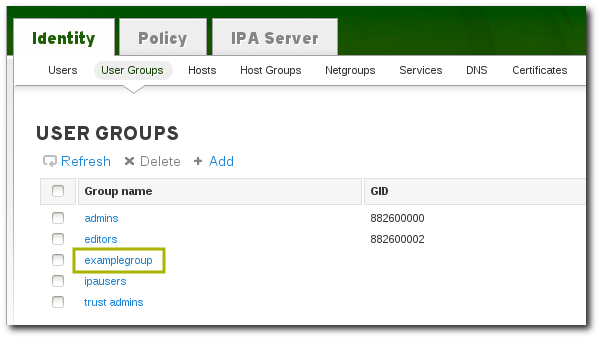 Identity Policy IPA Server
Users User Groups Hosts Host Groups Netgroups Services DNS Certificates
USER GROUPS
Refresh Delete Add
Group name GID
admins 882600000
editors 882600002
examplegroup
ipausers
trust admins